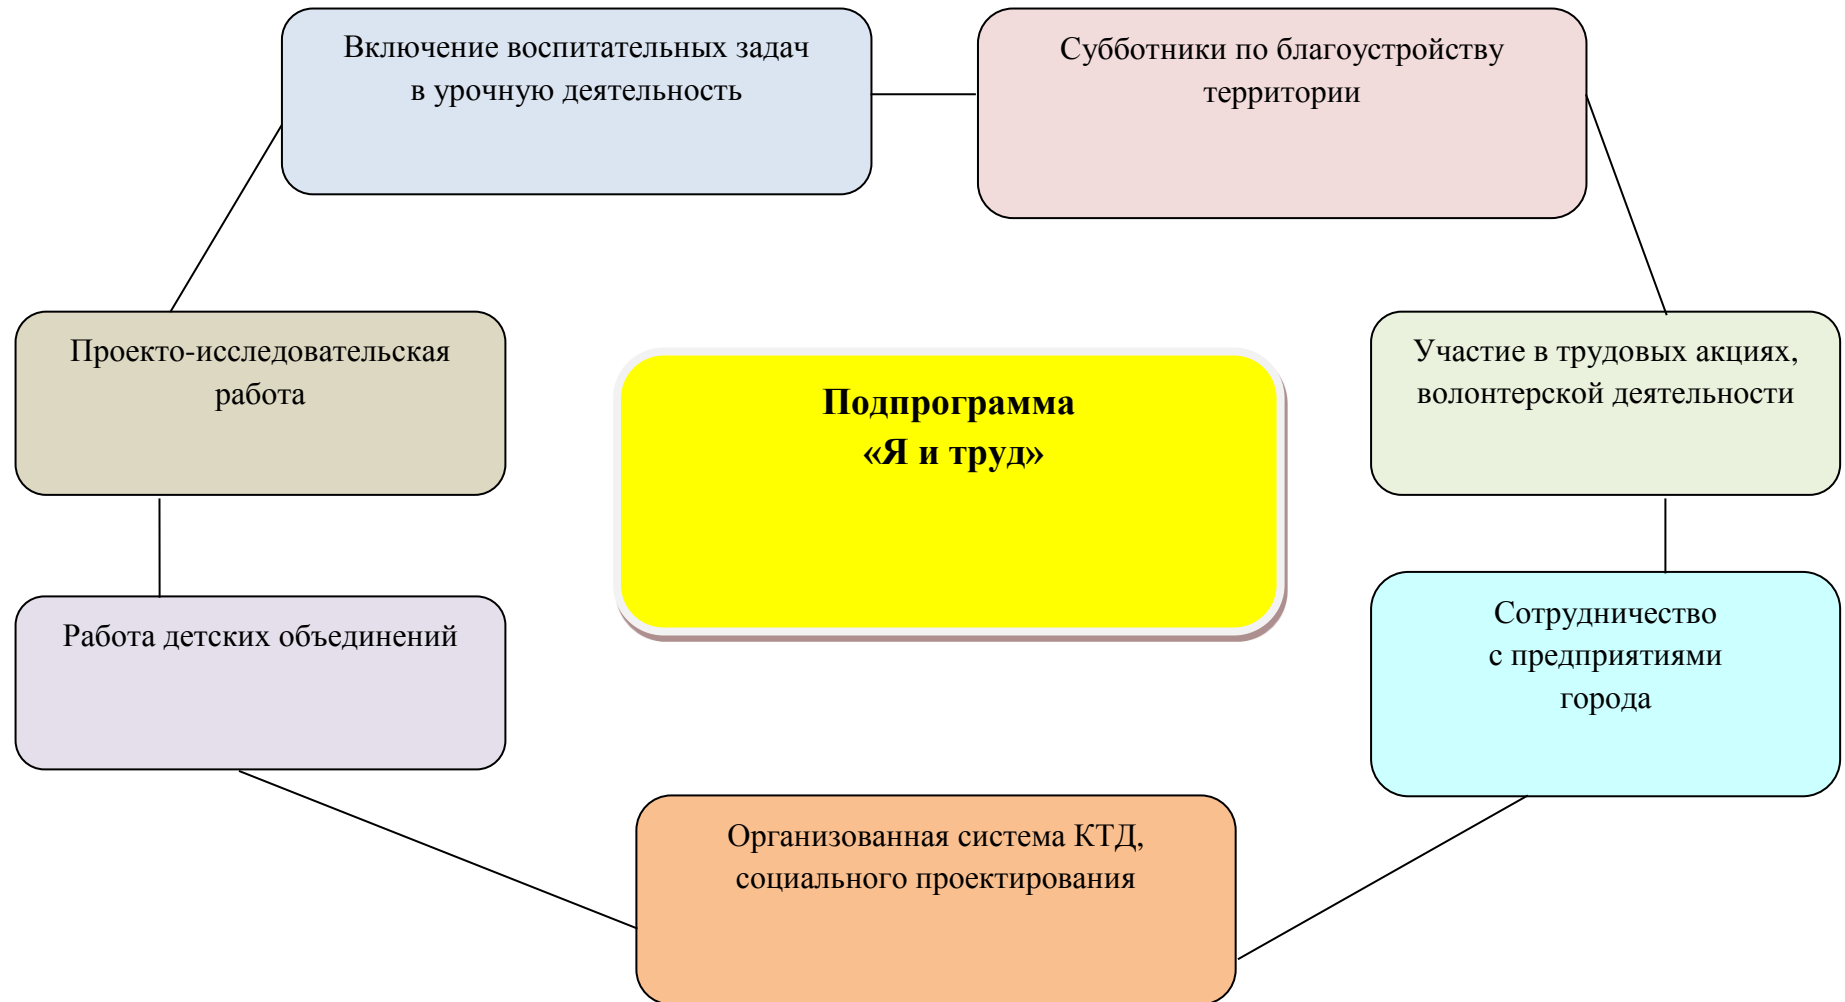 Включение воспитательных задач
в урочную деятельность
Субботники по благоустройству
территории
Проекто-исследовательская
работа
Подпрограмма
«Я и труд»
Участие в трудовых акциях,
волонтерской деятельности
Работа детских объединений
Сотрудничество
с предприятиями
города
Организованная система КТД,
социального проектирования